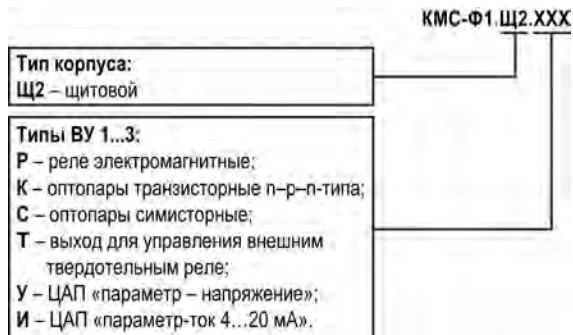 КМС-Ф1.Щ2.ХХХ
Тип корпуса:
Щ2 – щитовой
Типы ВУ 1...3:
Р – реле электромагнитные;
К – оптопары транзисторные n–p–n-типа;
С – оптопары симисторные;
Т – выход для управления внешним
твердотельным реле;
У – ЦАП «параметр – напряжение»;
И – ЦАП «параметр-ток 4...20 мА».